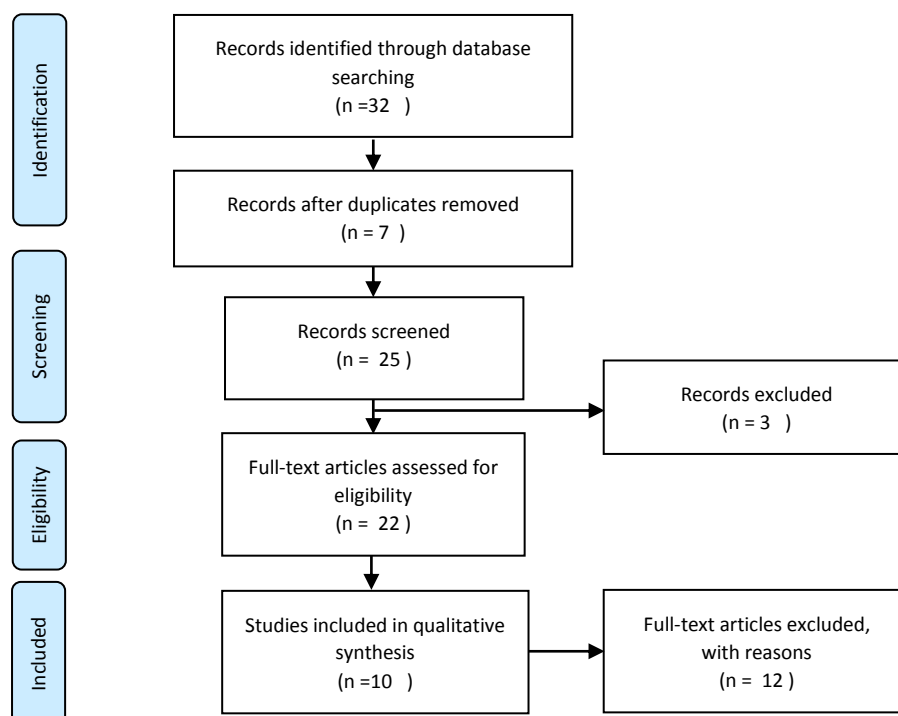 Identification
Records identified through database
searching
(n =32   )
Records after duplicates removed
(n = 7   )
Screening
Records screened
(n =  25 )
Records excluded
(n = 3   )
Eligibility
Full-text articles assessed for
eligibility
(n =  22 )
Included
Studies included in qualitative
synthesis
(n =10   )
Full-text articles excluded,
with reasons
(n =  12 )